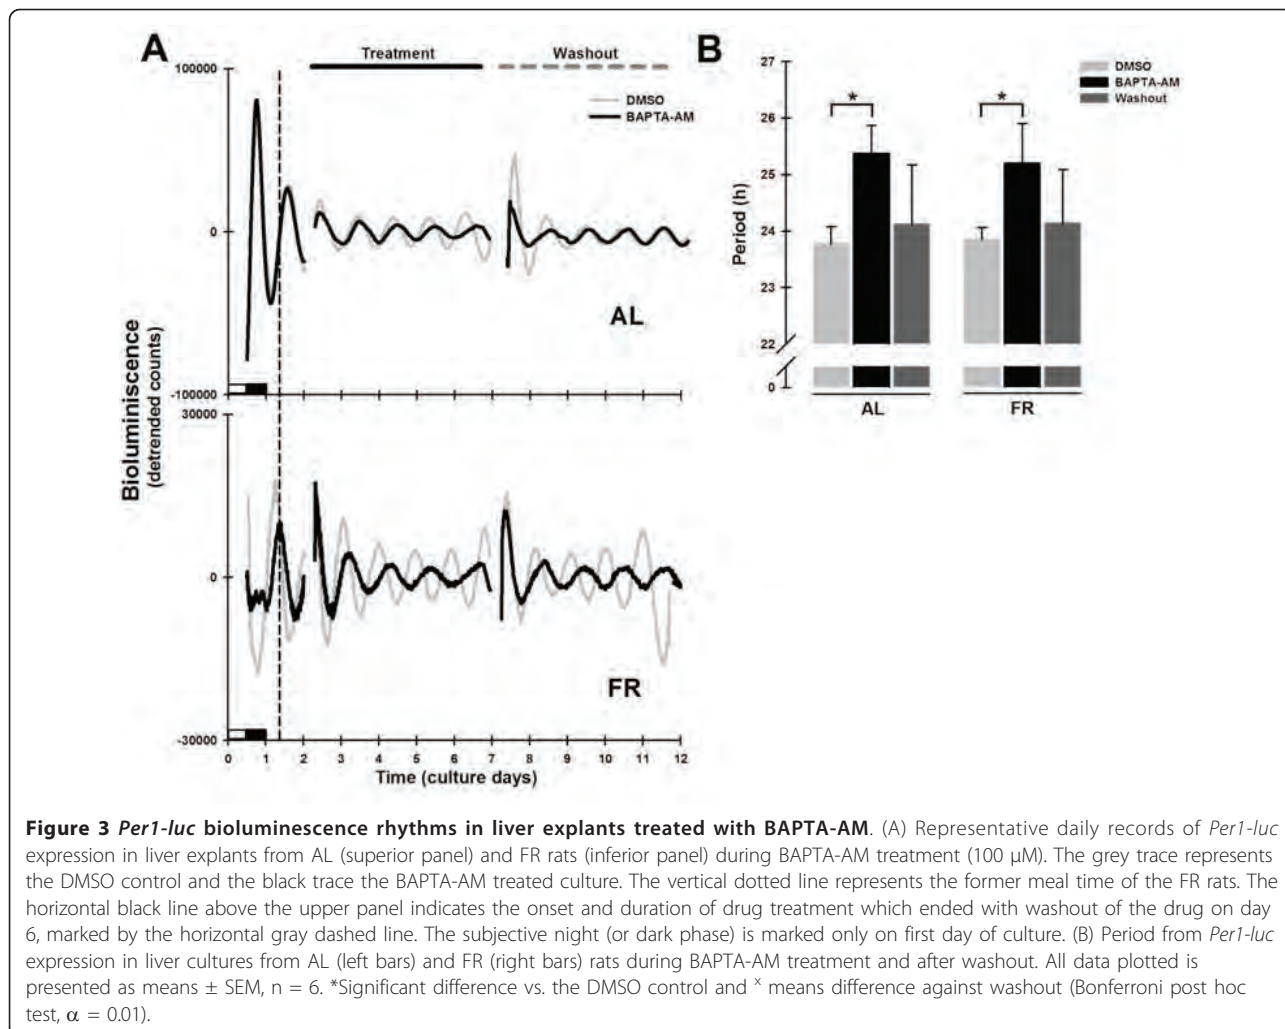 A
Treatment
Washout
100000
DMSO
BAPTA-AM
0
AL
-100000
30000
0
FR
-30000
0 1 2 3 4 5 6 7 8 9 10 11 12
Time (culture days)
Bioluminiscence
(detrended counts)
B
27
26
25
24
23
22
0
Period (h)
DMSO
BAPTA-AM
Washout
* *
AL FR
Figure 3 Per1-luc bioluminescence rhythms in liver explants treated with BAPTA-AM. (A) Representative daily records of Per1-luc
expression in liver explants from AL (superior panel) and FR rats (inferior panel) during BAPTA-AM treatment (100 μM). The grey trace represents
the DMSO control and the black trace the BAPTA-AM treated culture. The vertical dotted line represents the former meal time of the FR rats. The
horizontal black line above the upper panel indicates the onset and duration of drug treatment which ended with washout of the drug on day
6, marked by the horizontal gray dashed line. The subjective night (or dark phase) is marked only on first day of culture. (B) Period from Per1-luc
expression in liver cultures from AL (left bars) and FR (right bars) rats during BAPTA-AM treatment and after washout. All data plotted is
presented as means ± SEM, n = 6. *Significant difference vs. the DMSO control and ˣ means difference against washout (Bonferroni post hoc
test, α = 0.01).